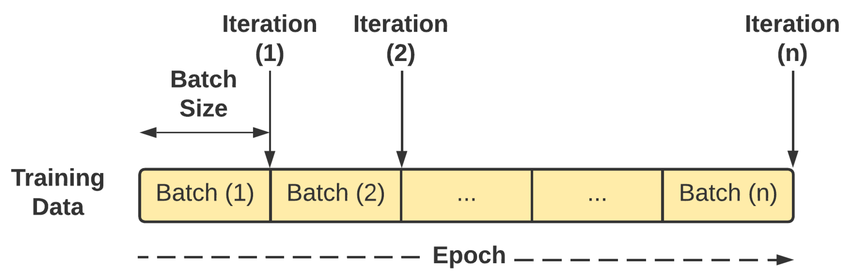 Iteration
(1)
Iteration
(2)
Iteration
(n)
Batch
Size
Training
Data
Batch (1)
Batch (2)
...
...
Batch (n)
Epoch